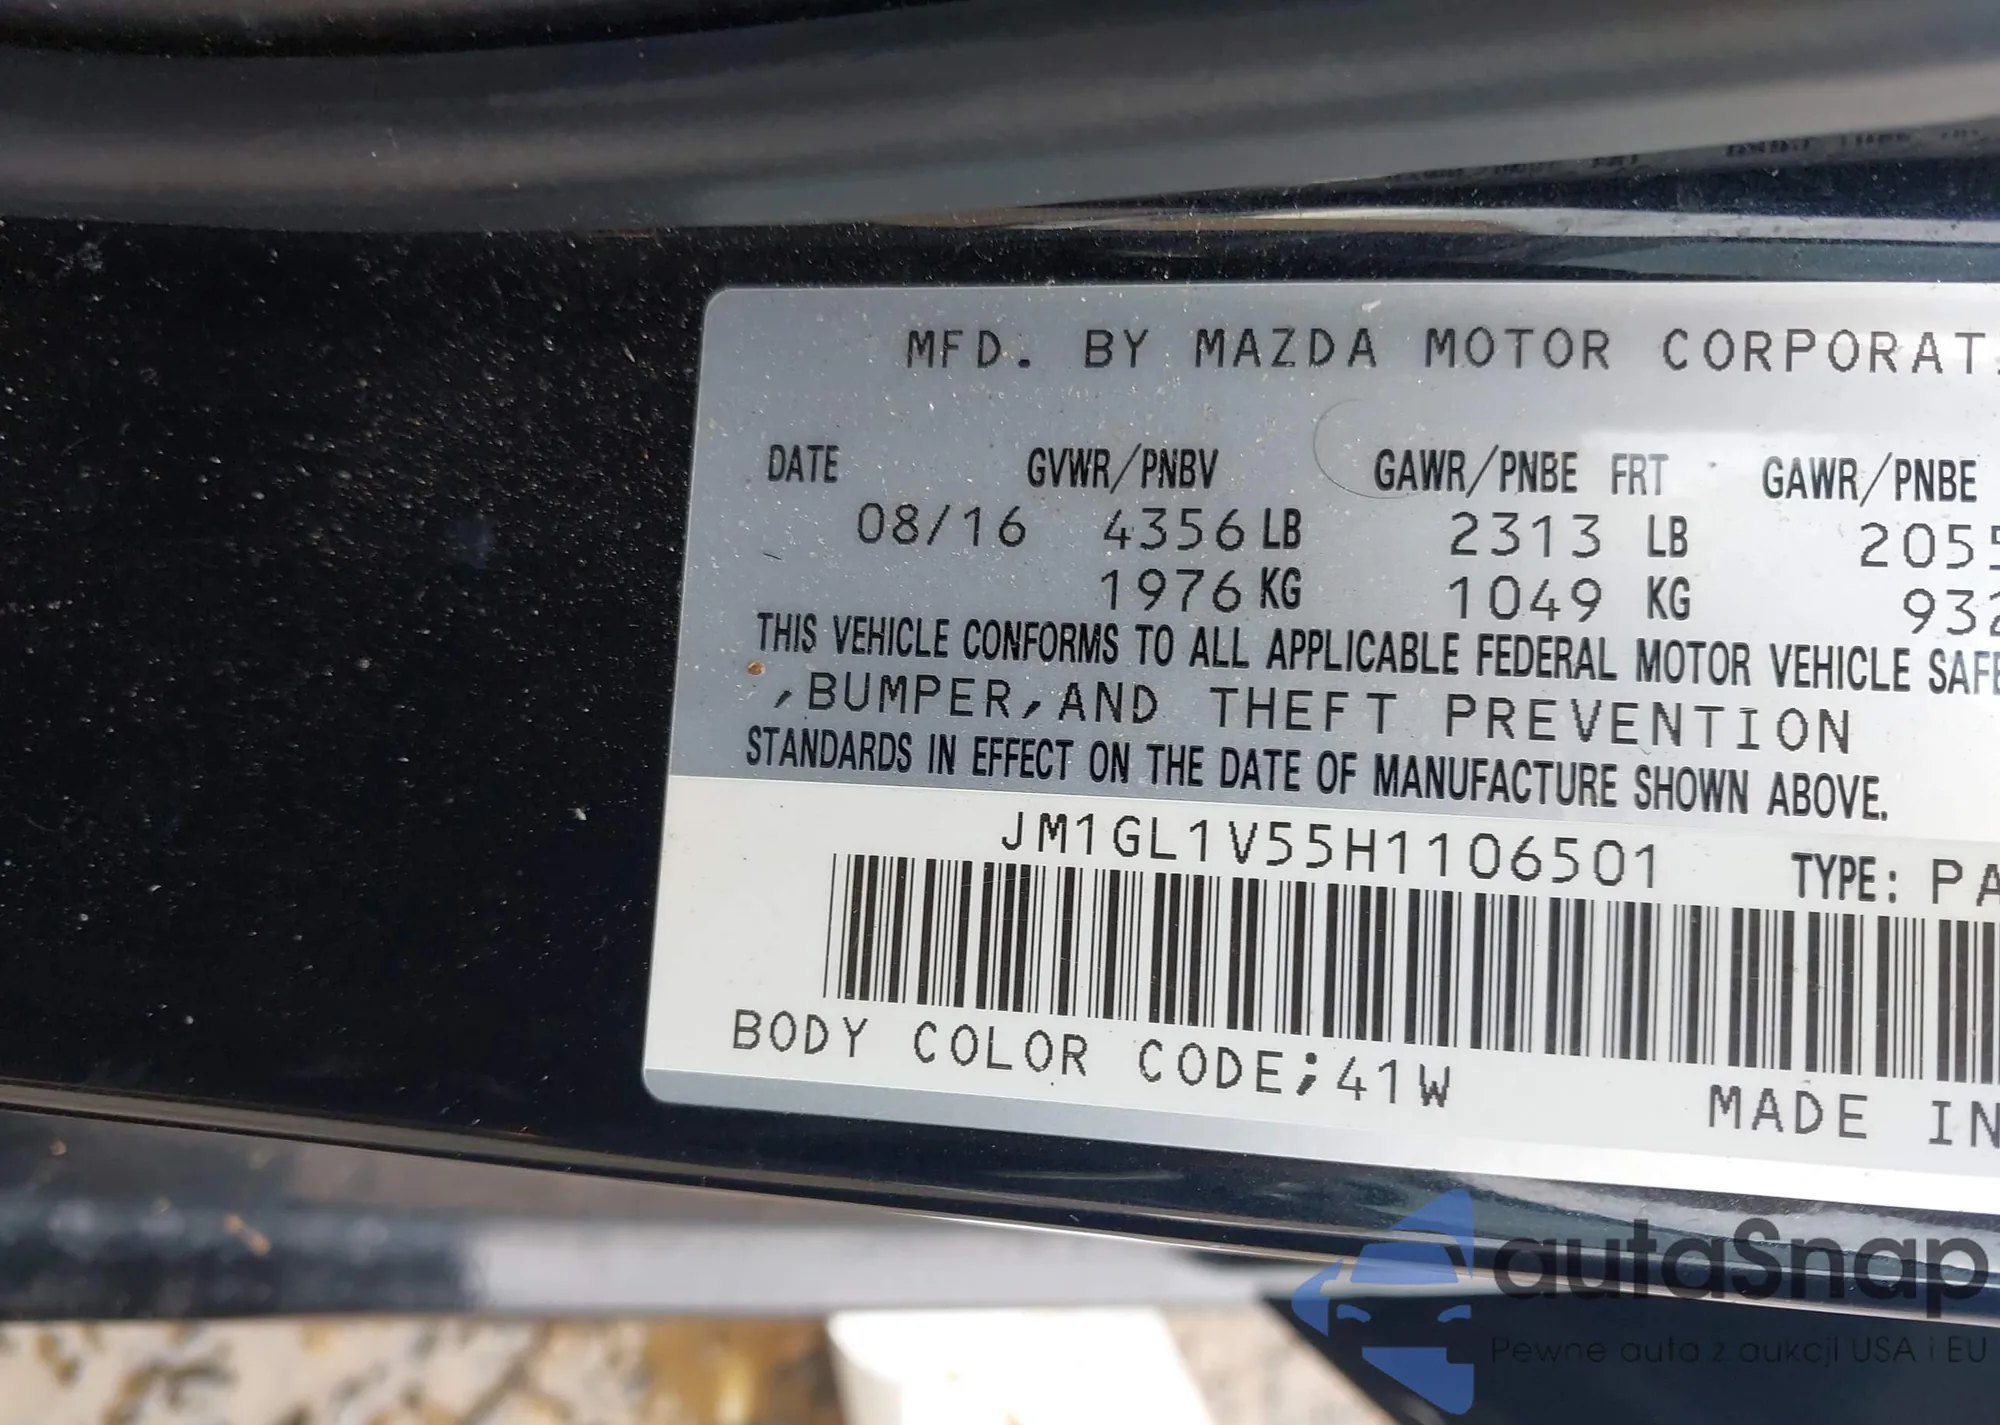 MFD. BY MAZDA MOTOR CORPORAT
DATE GVWR/PNBV GAWR/PNBE FRT GAWR/PNBE
08/16 4356 LB 2313 LB 2055
1976 KG 1049 KG 932
THIS VEHICLE CONFORMS TO ALL APPLICABLE FEDERAL MOTOR VEHICLE SAFE
,BUMPER,AND THEFT PREVENTION
STANDARDS IN EFFECT ON THE DATE OF MANUFACTURE SHOWN ABOVE.
JM1GL1V55H1106501 TYPE: PA
BODY COLOR CODE;41W
MADE IN
autaSnap
Pewne auta z aukcji USA i EU